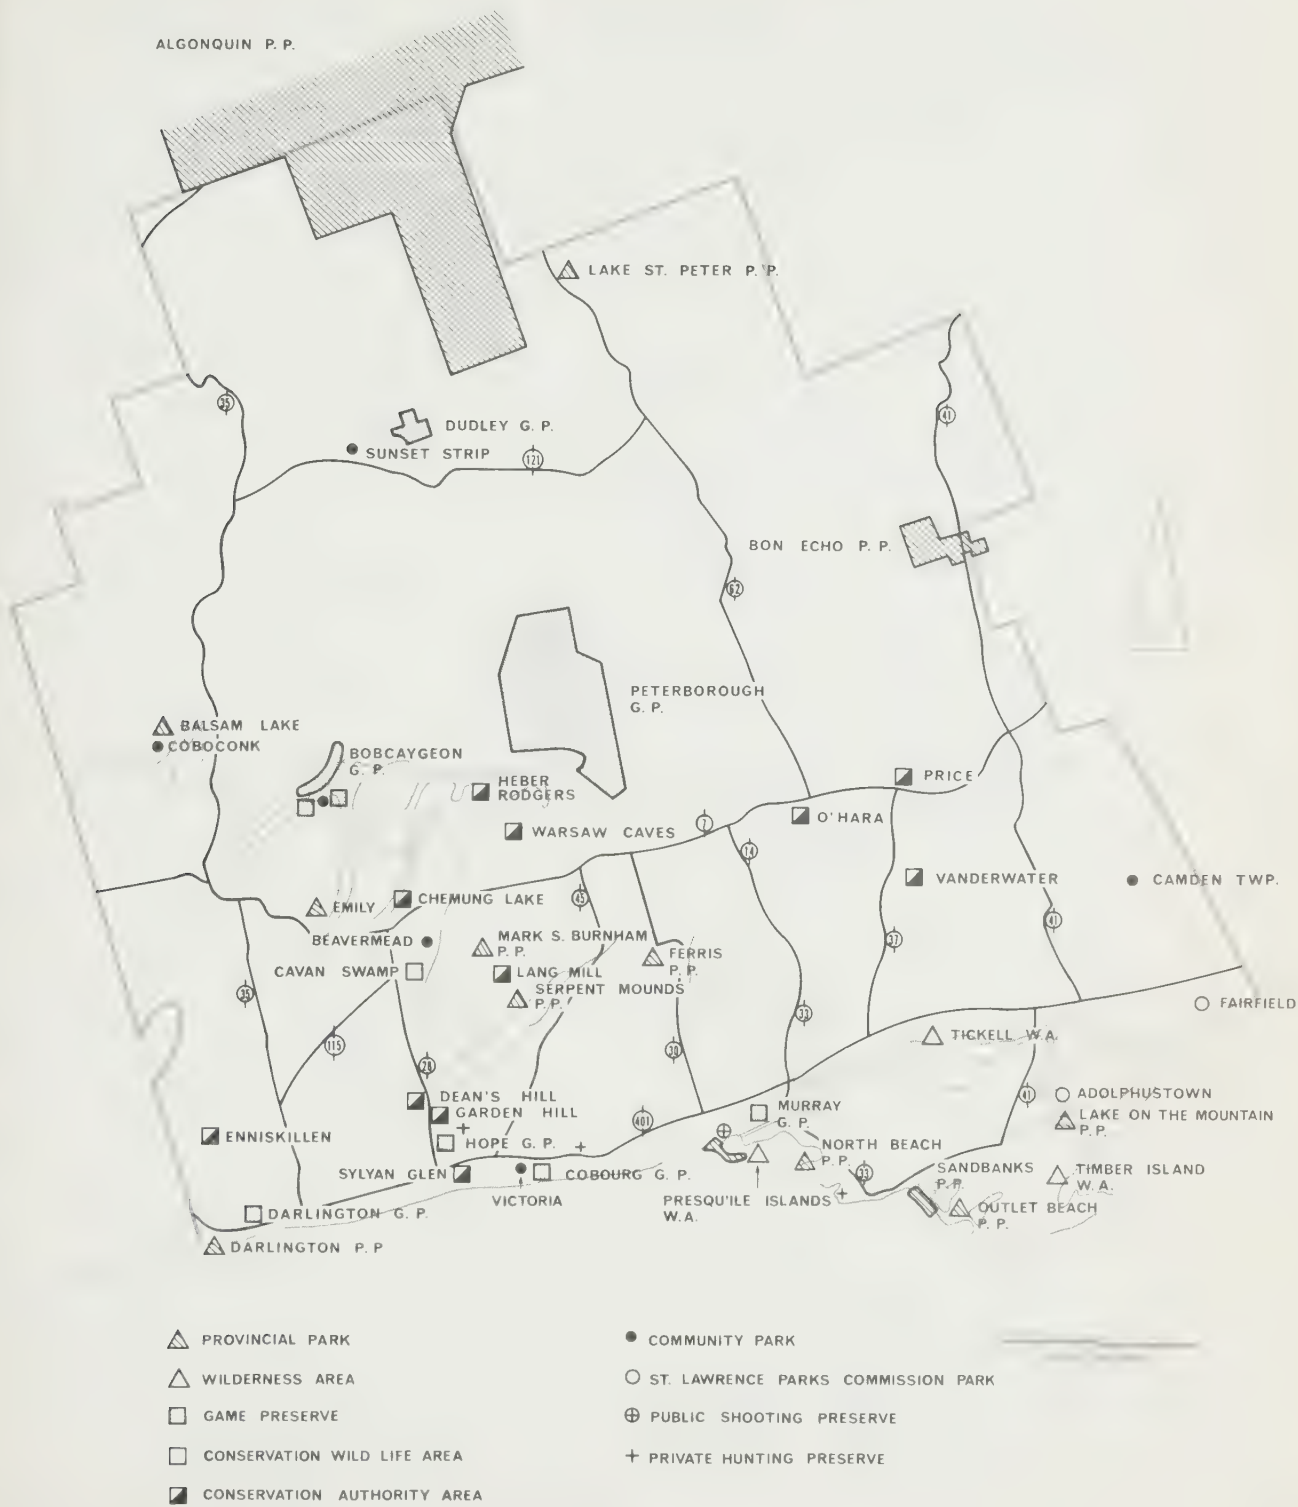 ALGONQUIN P. P.
LAKE ST. PETER P. P.
35
41
DUDLEY G. P.
SUNSET STRIP
121
BON ECHO P. P.
62
PETERBOROUGH
G. P.
BALSAM LAKE
COBOCONK
BOBCAYGEON
G. P.
HEBER
RODGERS
PRICE
O'HARA
WARSAW CAVES
7
14
VANDERWATER
CAMDEN TWP.
EMILY
CHEMUNG LAKE
45
41
BEAVERMEAD
MARK S. BURNHAM
P. P.
37
FERRIS
P. P.
CAVAN SWAMP
LANG MILL
SERPENT MOUNDS
P. P.
35
33
FAIRFIELD
TICKELL W.A.
115
28
30
DEAN'S HILL
GARDEN HILL
41
ADOLPHUSTOWN
LAKE ON THE MOUNTAIN
P. P.
401
MURRAY
G. P.
ENNISKILLEN
HOPE G. P.
NORTH BEACH
P. P.
33
SYLYAN GLEN
COBOURG G. P.
SANDBANKS
P. P.
TIMBER ISLAND
W. A.
VICTORIA
PRESQU'ILE ISLANDS
W.A.
OUTLET BEACH
P. P.
DARLINGTON G. P.
DARLINGTON P. P
PROVINCIAL PARK
WILDERNESS AREA
GAME PRESERVE
CONSERVATION WILD LIFE AREA
CONSERVATION AUTHORITY AREA
COMMUNITY PARK
ST. LAWRENCE PARKS COMMISSION PARK
PUBLIC SHOOTING PRESERVE
PRIVATE HUNTING PRESERVE